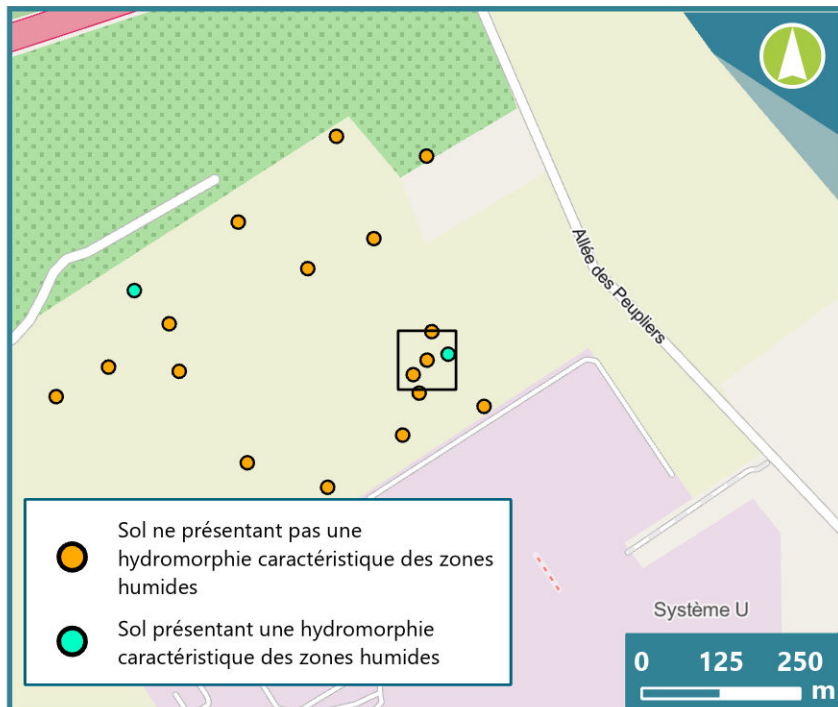 Allée des Peupliers
Sol ne présentant pas une
hydromorphie caractéristique des zones
humides
Sol présentant une hydromorphie
caractéristique des zones humides
Système U
0 125 250
m